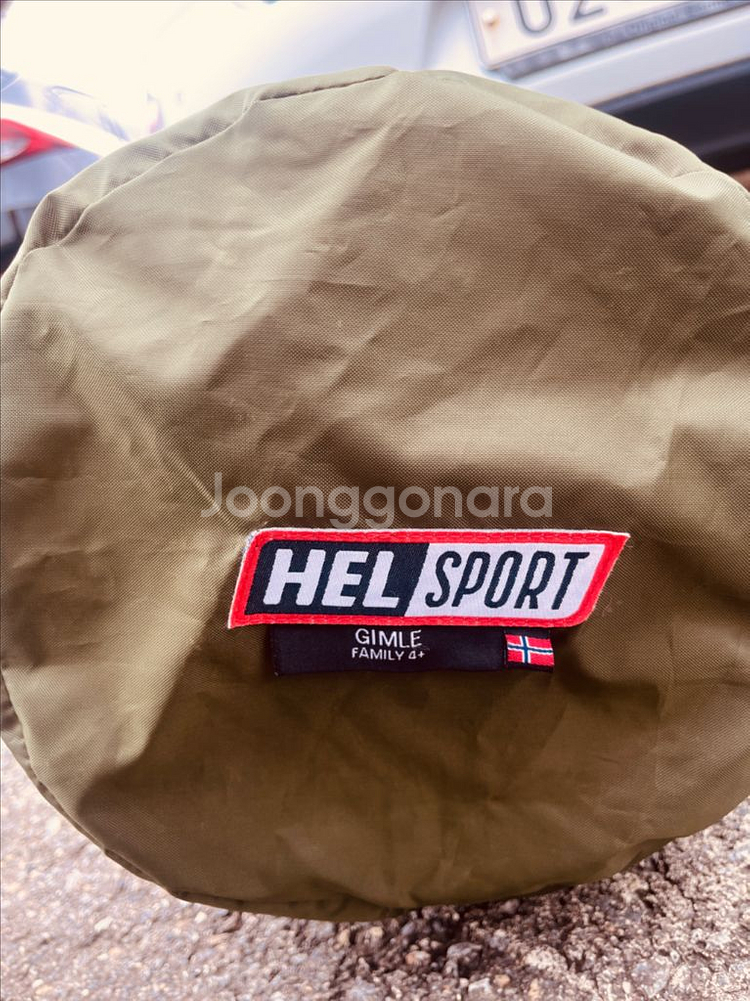 Joonggonara
HEL SPORT
GIMLE
FAMILY 4+